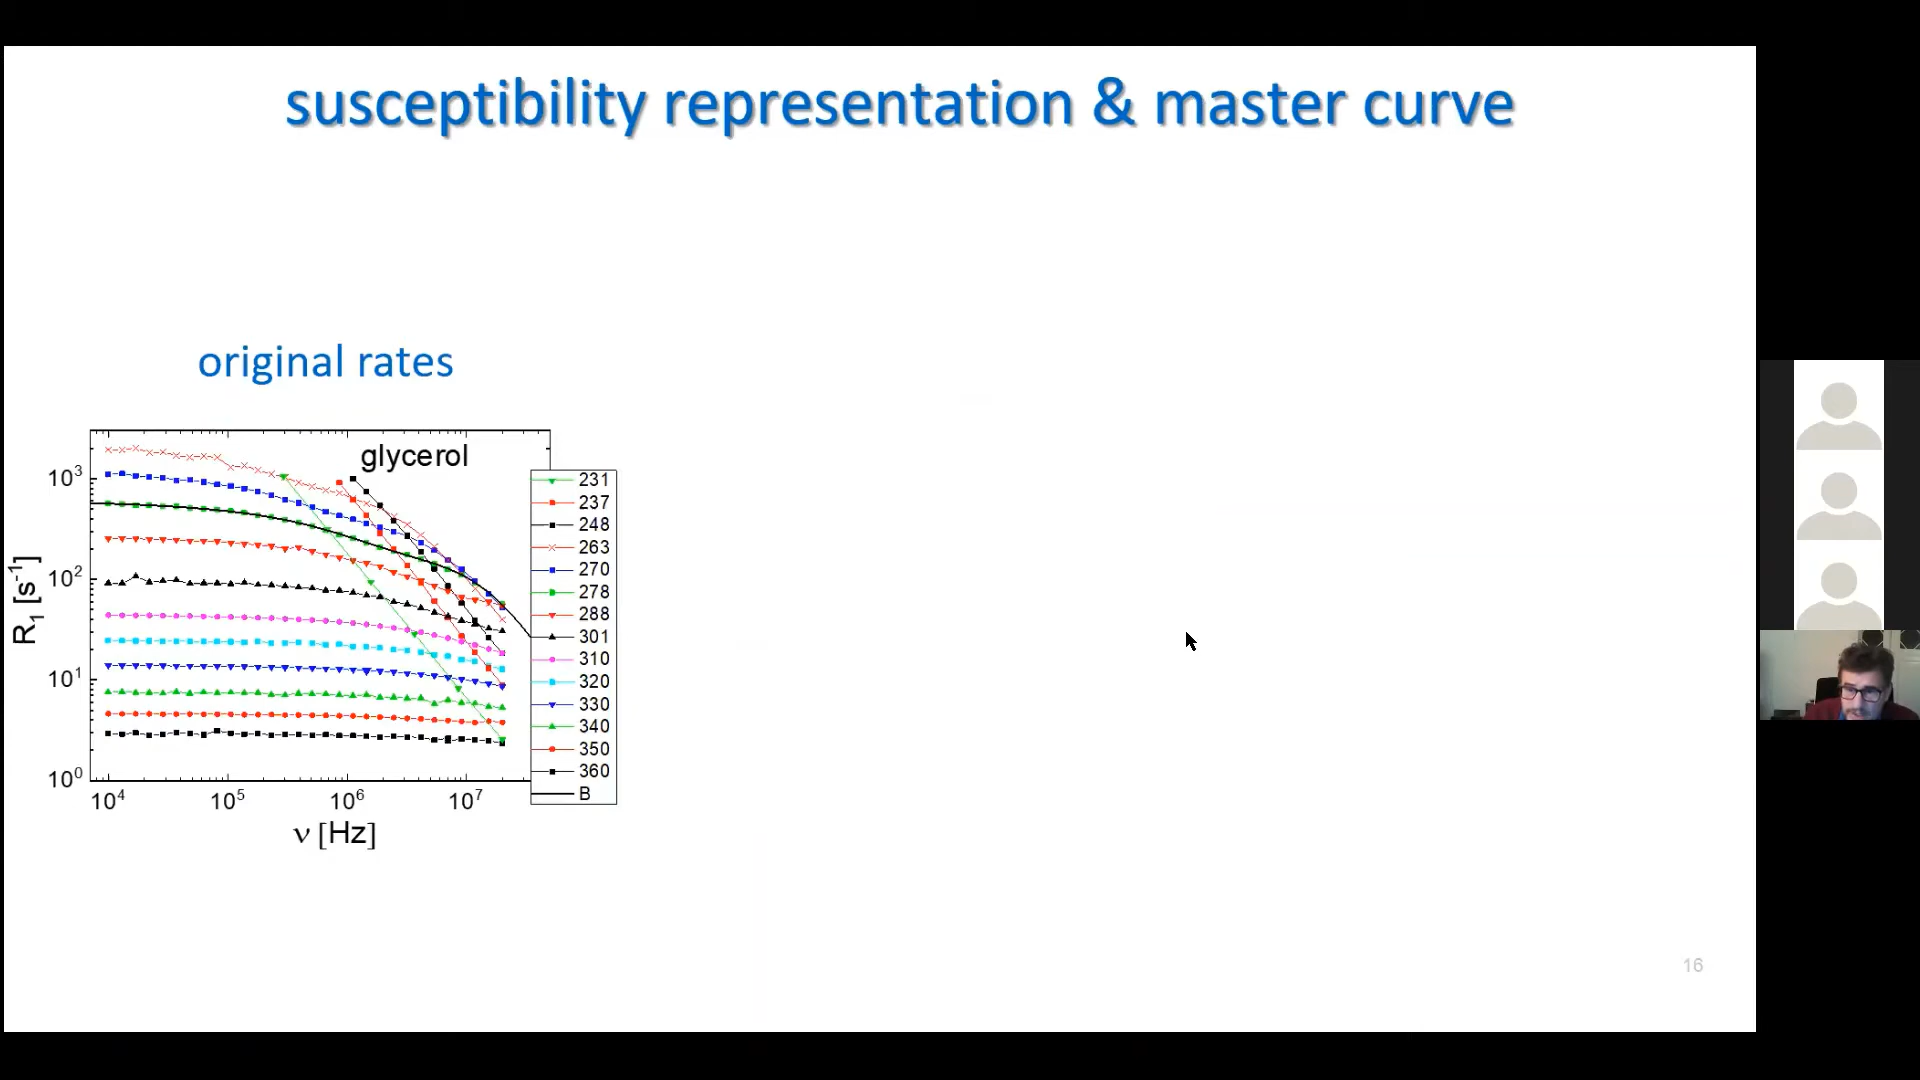 susceptibility representation & master curve
original rates
glycerol
10³
10²
10¹
10⁰
R₁ [s⁻¹]
10⁴ 10⁵ 10⁶ 10⁷
ν [Hz]
231
237
248
263
270
278
288
301
310
320
330
340
350
360
B
16